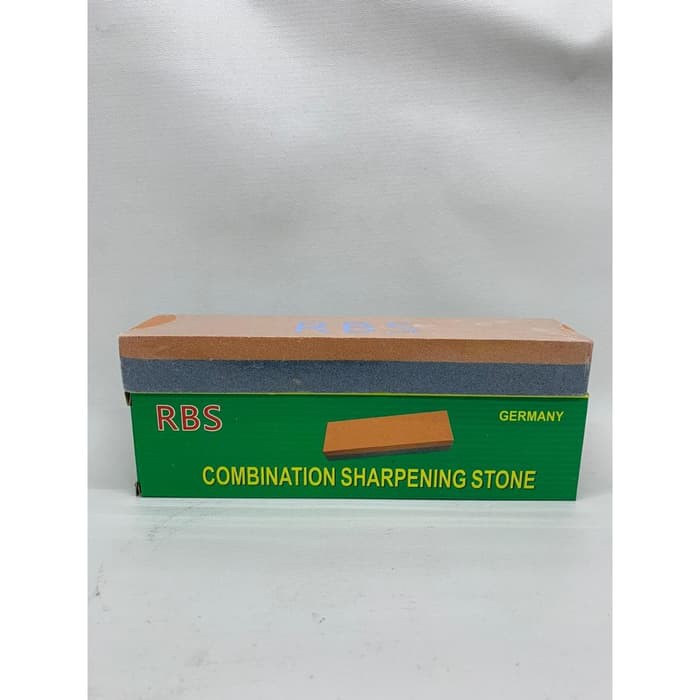 RBS
RBS
GERMANY
COMBINATION SHARPENING STONE